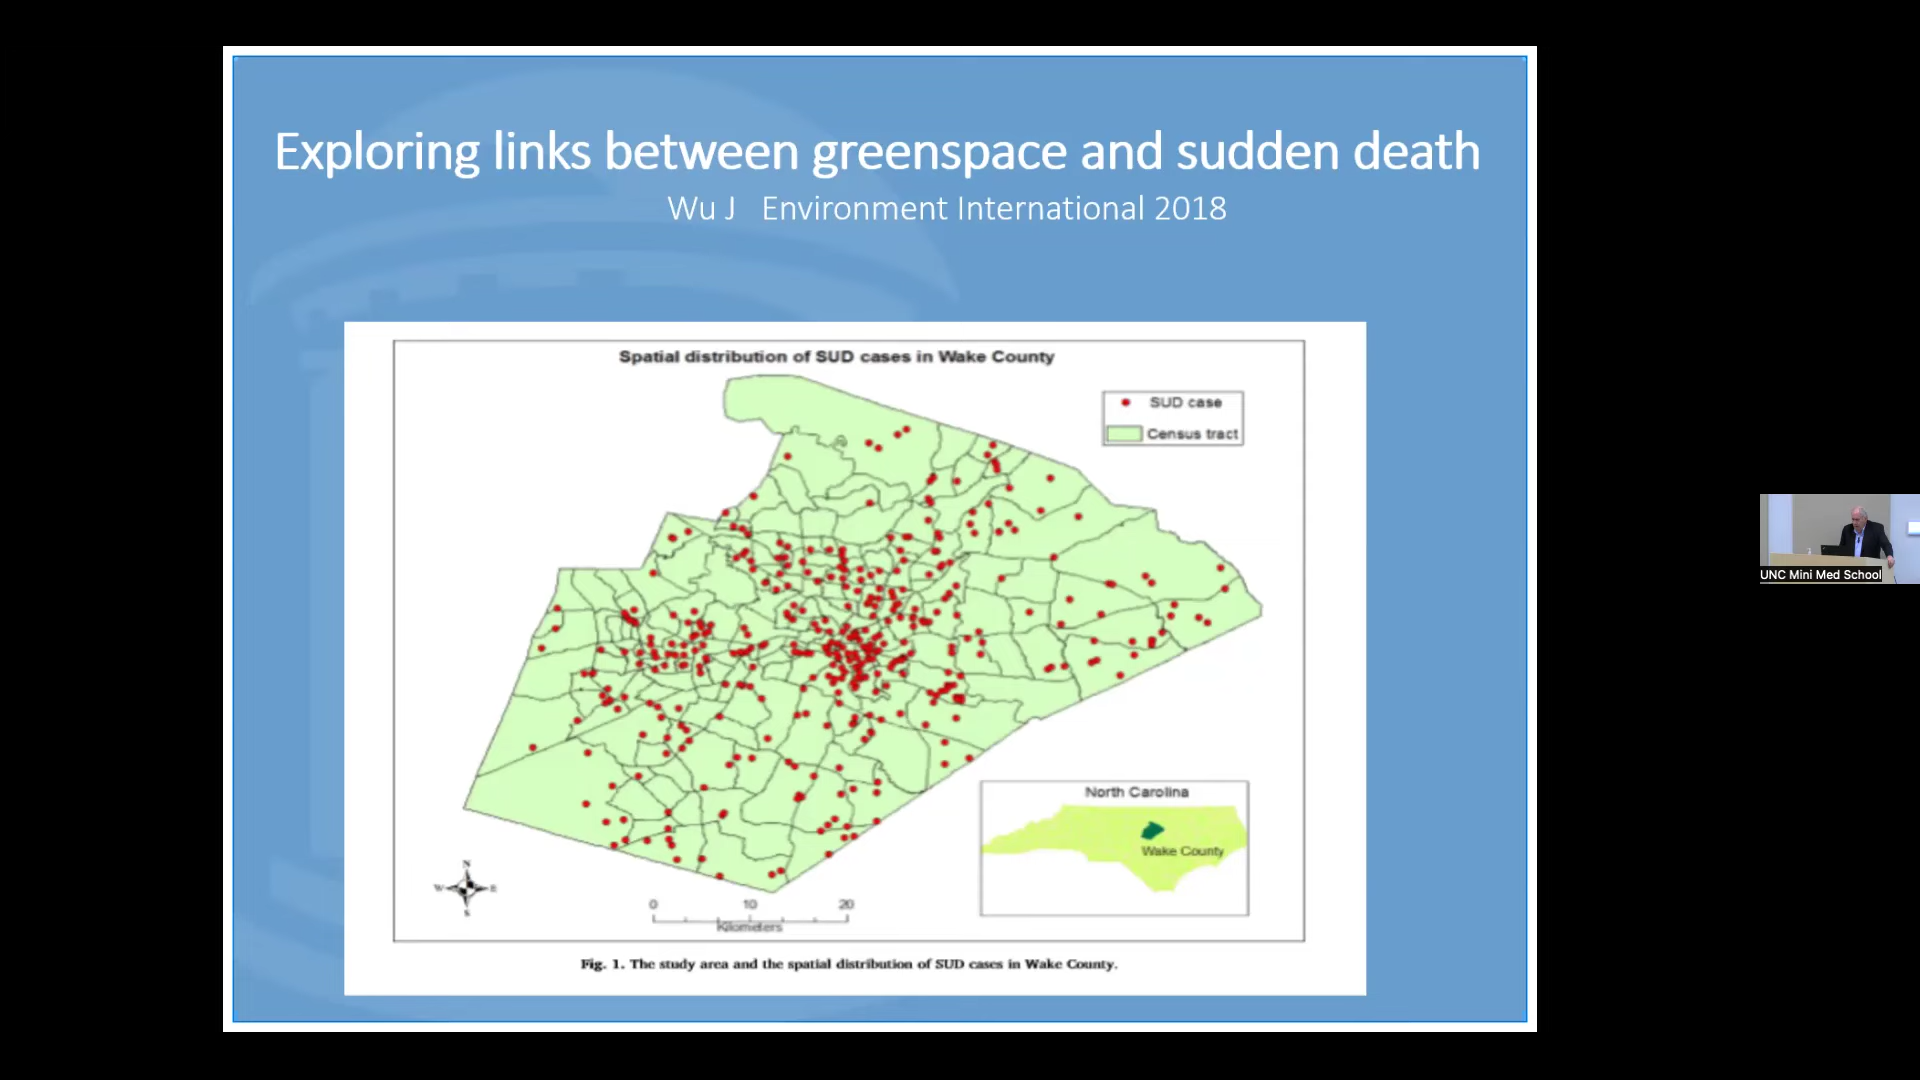 Exploring links between greenspace and sudden death
Wu J Environment International 2018
Spatial distribution of SUD cases in Wake County
SUD case
Census tract
North Carolina
Wake County
N
W E
S
0 10 20
Kilometers
Fig. 1. The study area and the spatial distribution of SUD cases in Wake County.
UNC Mini Med School